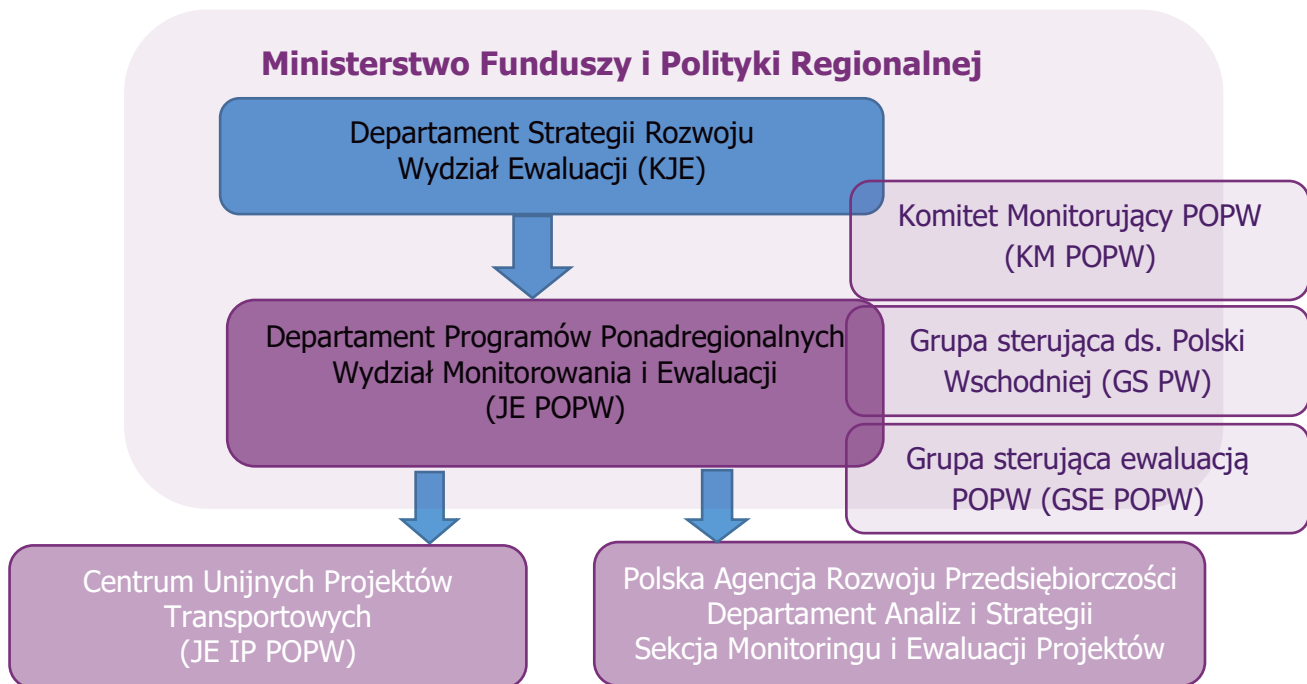 Ministerstwo Funduszy i Polityki Regionalnej
Departament Strategii Rozwoju
Wydział Ewaluacji (KJE)
Komitet Monitorujący POPW
(KM POPW)
Departament Programów Ponadregionalnych
Wydział Monitorowania i Ewaluacji
(JE POPW)
Grupa sterująca ds. Polski
Wschodniej (GS PW)
Grupa sterująca ewaluacją
POPW (GSE POPW)
Centrum Unijnych Projektów
Transportowych
(JE IP POPW)
Polska Agencja Rozwoju Przedsiębiorczości
Departament Analiz i Strategii
Sekcja Monitoringu i Ewaluacji Projektów